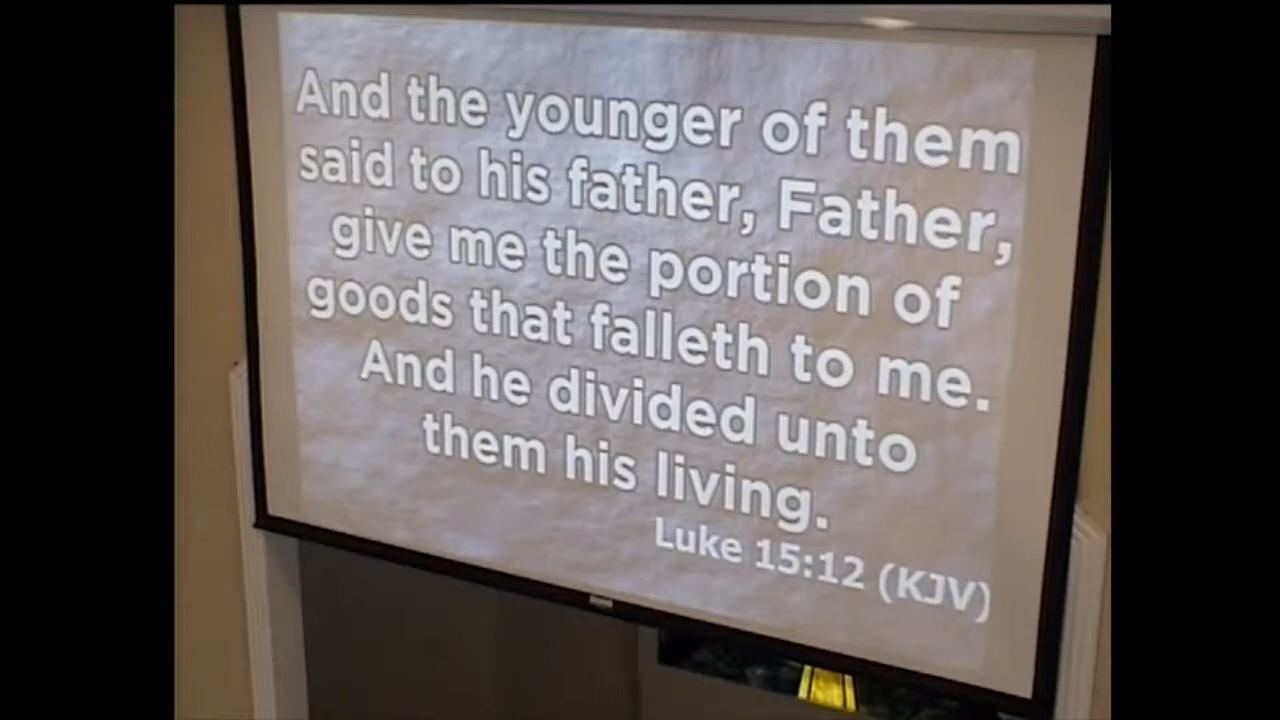 And the younger of them
said to his father, Father,
give me the portion of
goods that falleth to me.
And he divided unto
them his living.
Luke 15:12 (KJV)